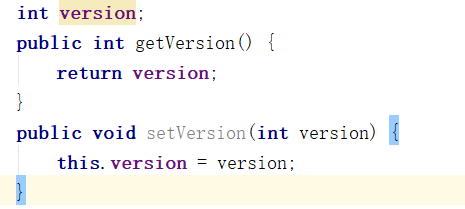 int version;
public int getVersion() {
    return version;
}
public void setVersion(int version) {
    this.version = version;
}